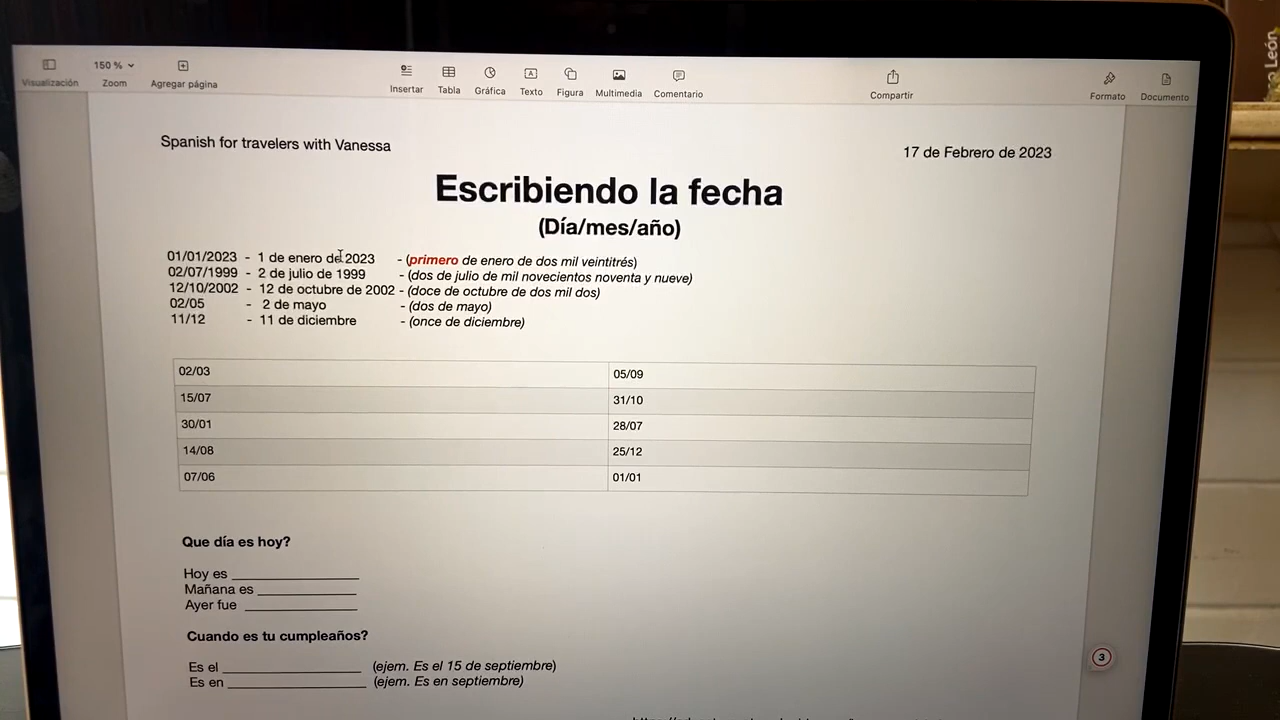 150 %
Visualización
Zoom
Agregar página
Insertar
Tabla
Gráfica
Texto
Figura
Multimedia
Comentario
Compartir
Formato
Documento
León
Spanish for travelers with Vanessa
17 de Febrero de 2023
Escribiendo la fecha
(Día/mes/año)
01/01/2023 - 1 de enero de 2023 - (primero de enero de dos mil veintitrés)
02/07/1999 - 2 de julio de 1999 - (dos de julio de mil novecientos noventa y nueve)
12/10/2002 - 12 de octubre de 2002 - (doce de octubre de dos mil dos)
02/05 - 2 de mayo - (dos de mayo)
11/12 - 11 de diciembre - (once de diciembre)
02/03 05/09
15/07 31/10
30/01 28/07
14/08 25/12
07/06 01/01
Que día es hoy?
Hoy es ________________
Mañana es ____________
Ayer fue ______________
Cuando es tu cumpleaños?
Es el ________________ (ejem. Es el 15 de septiembre)
Es en ________________ (ejem. Es en septiembre)
3